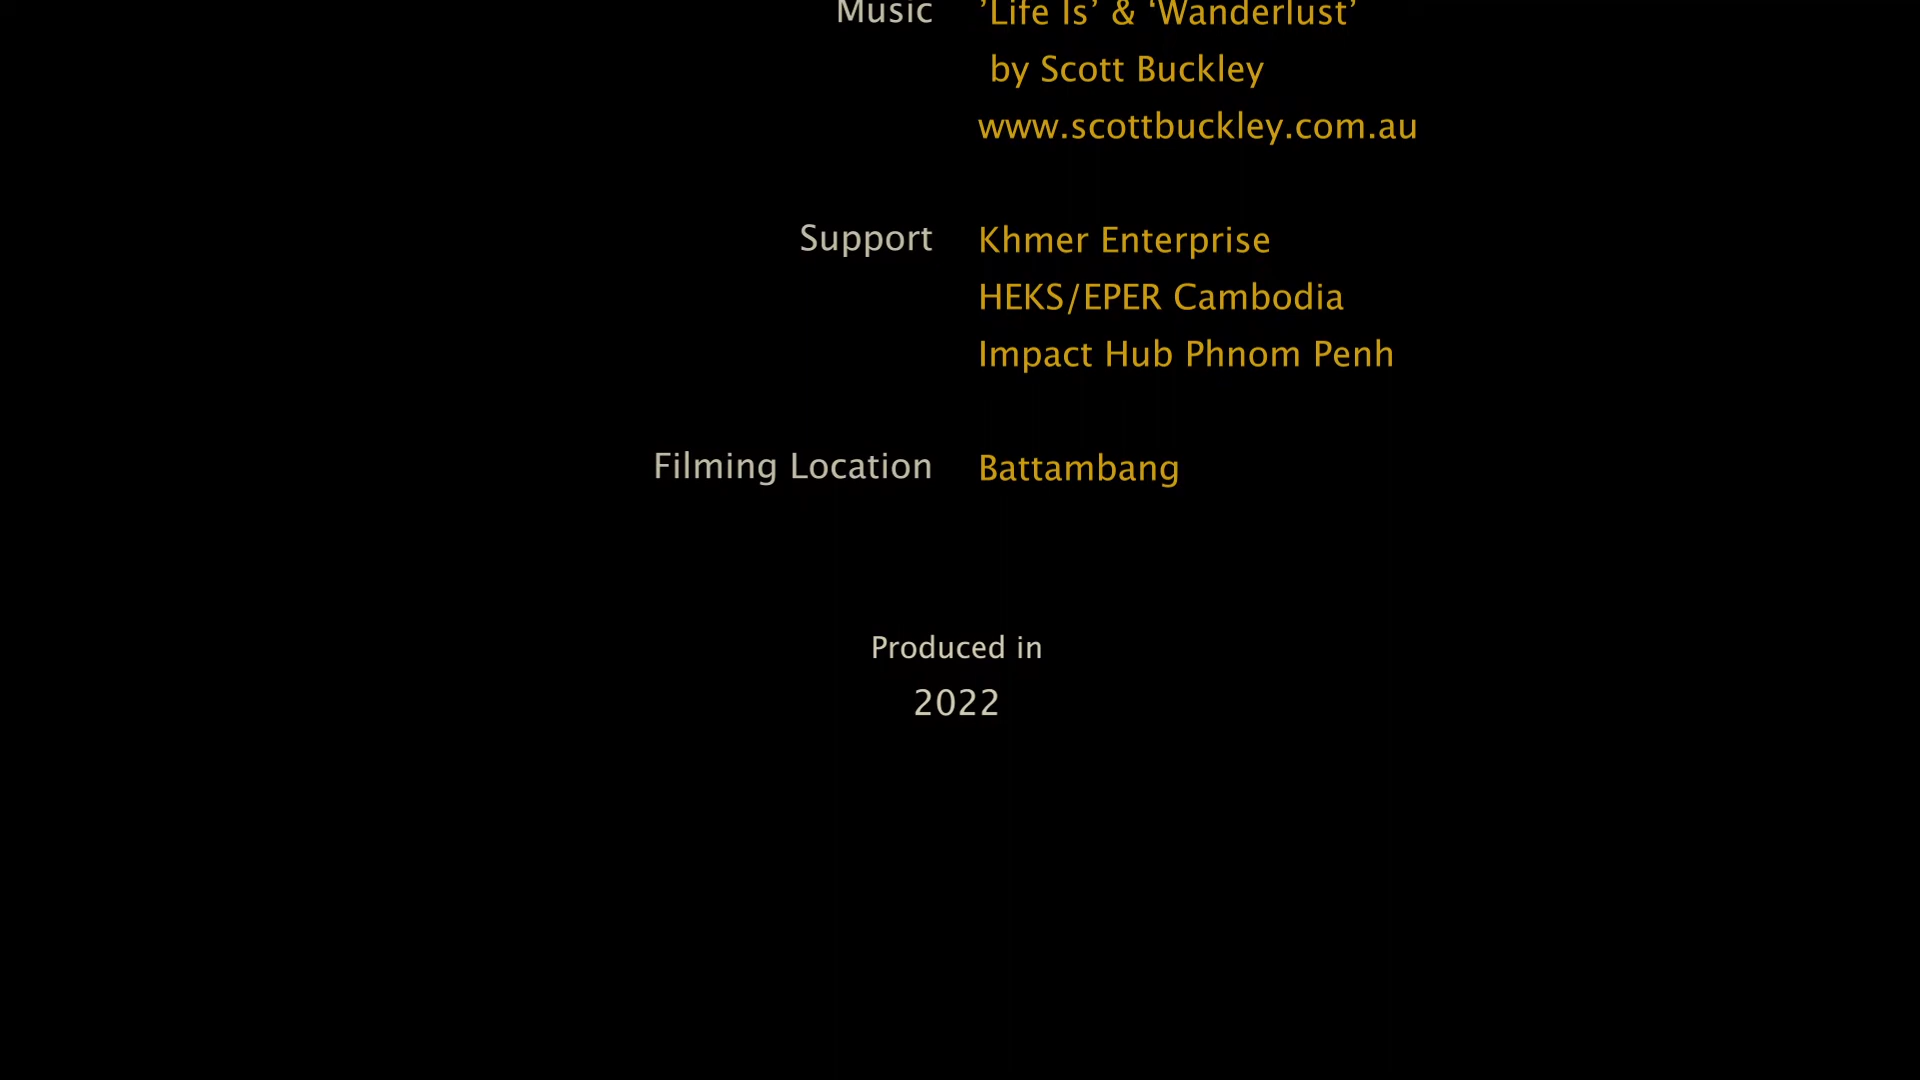 Music ’Life Is’ & ‘Wanderlust’
by Scott Buckley
www.scottbuckley.com.au
Support Khmer Enterprise
HEKS/EPER Cambodia
Impact Hub Phnom Penh
Filming Location Battambang
Produced in
2022